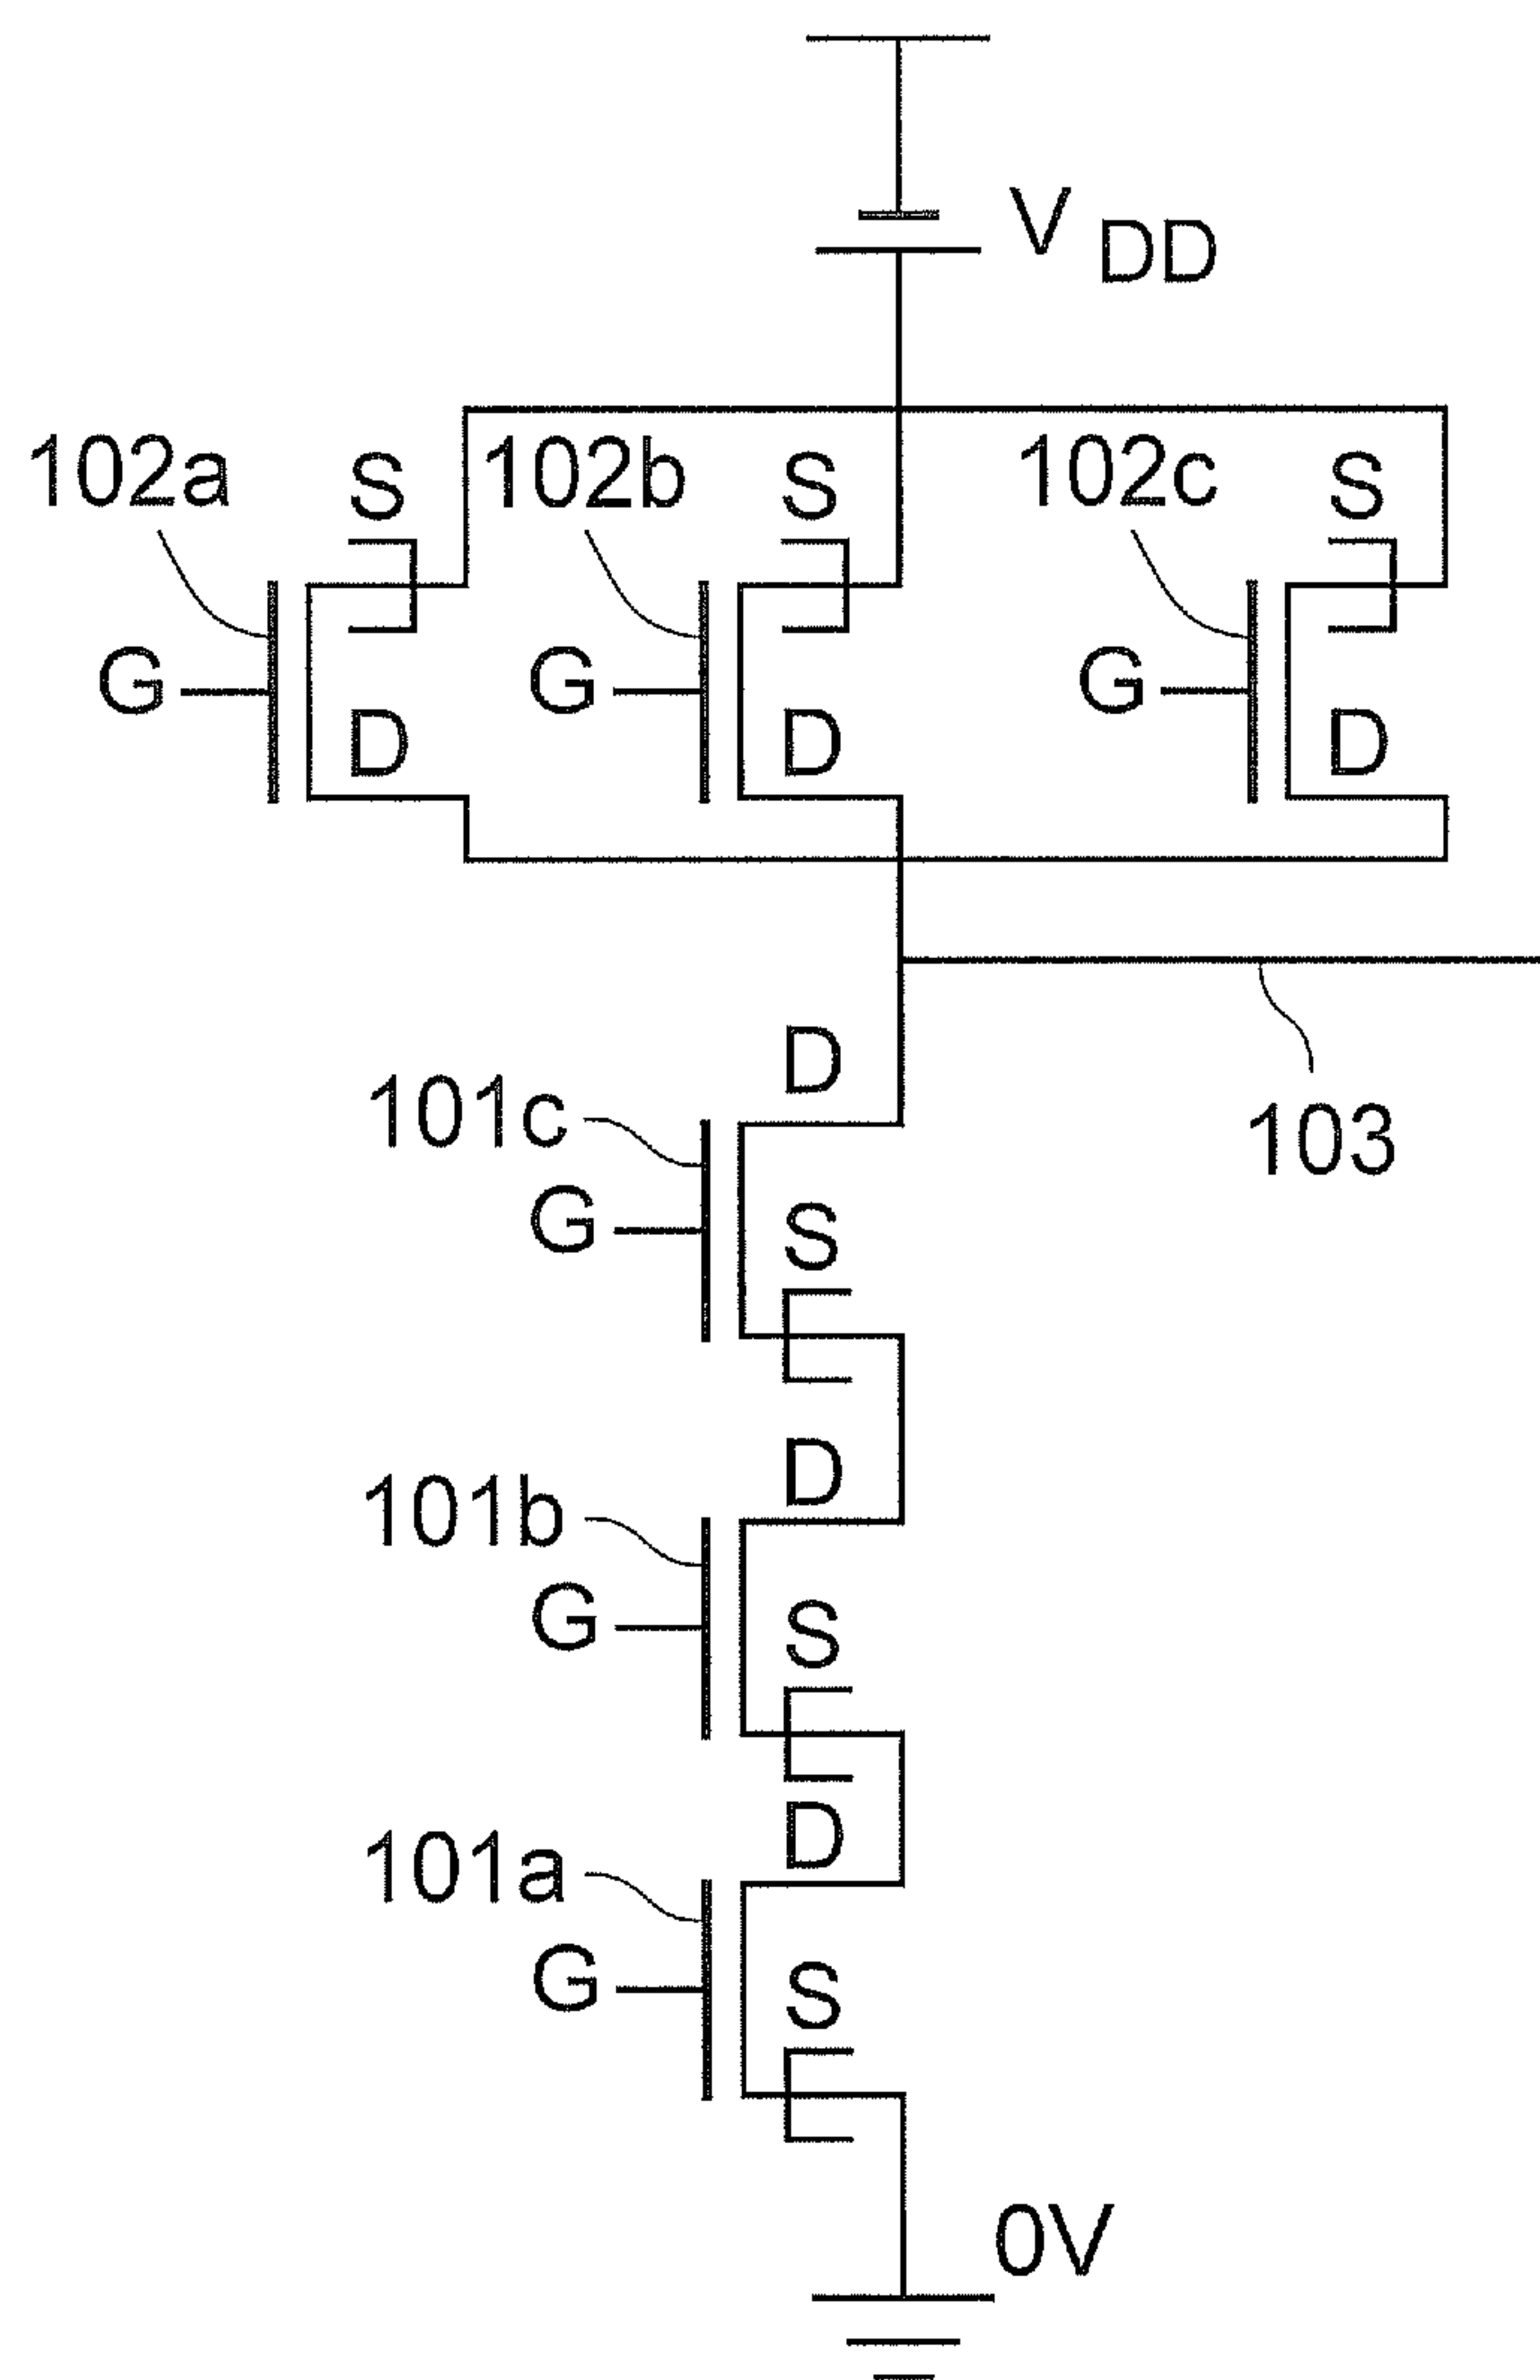 V DD
102a S 102b S 102c S
G G G
D D D
D
101c
103
G S
D
101b
G S
D
101a
G S
0V